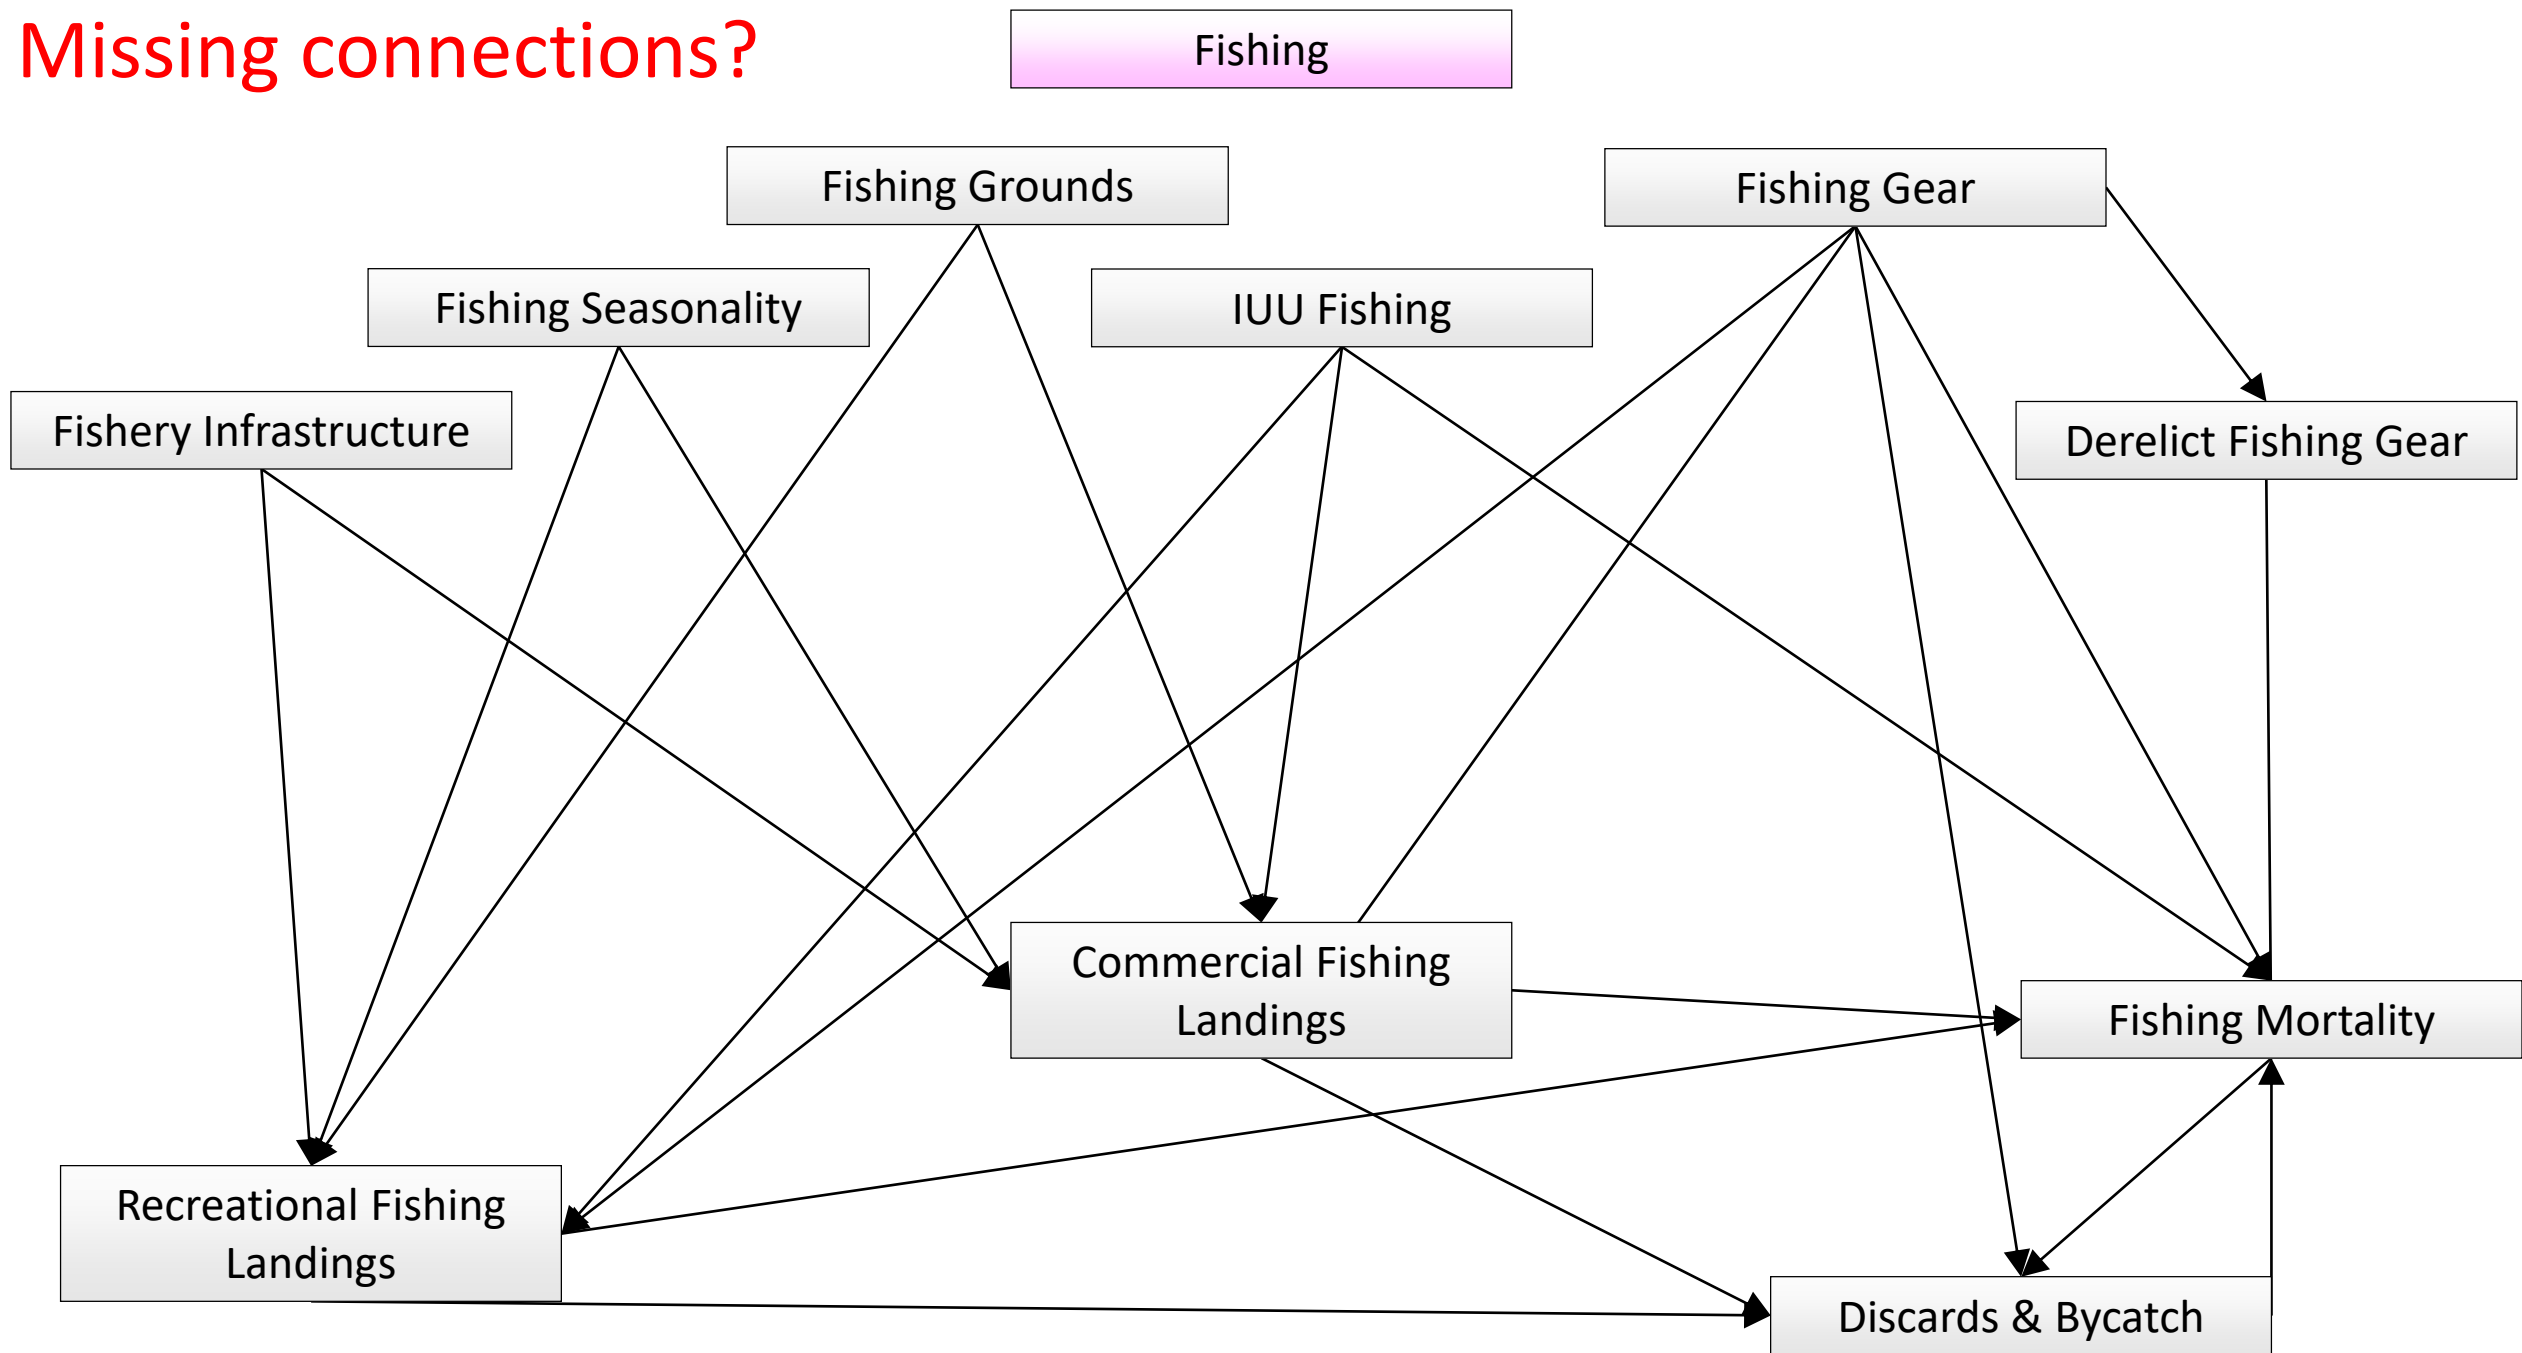 Missing connections?
Fishing
Fishing Grounds
Fishing Gear
Fishing Seasonality
IUU Fishing
Fishery Infrastructure
Derelict Fishing Gear
Commercial Fishing
Landings
Fishing Mortality
Recreational Fishing
Landings
Discards & Bycatch